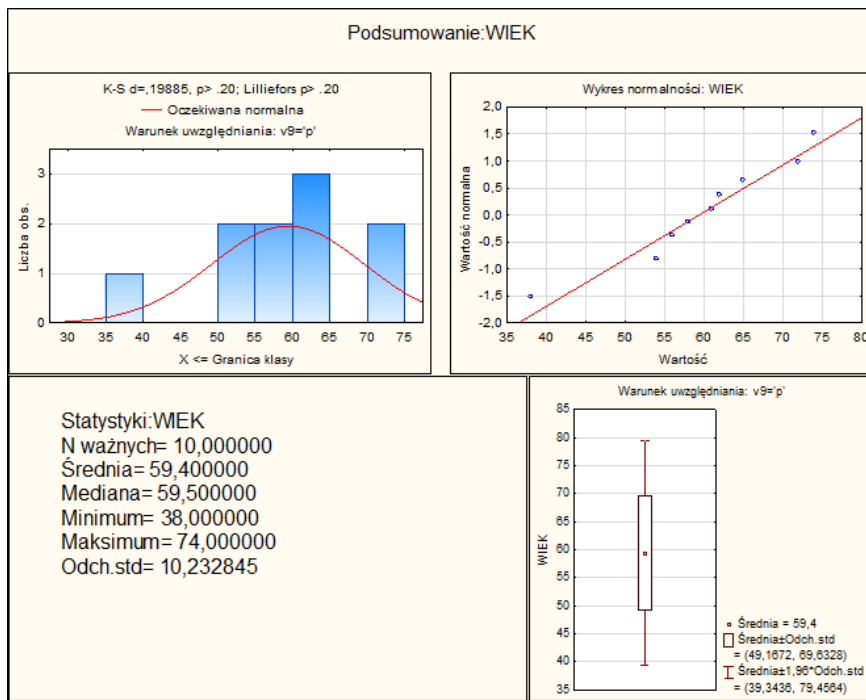 Podsumowanie:WIEK
K-S d=,19885, p> .20; Lilliefors p> .20
Oczekiwana normalna
Warunek uwzględniania: v9='p'
Liczba obs.
3
2
1
0
30 35 40 45 50 55 60 65 70 75
X <= Granica klasy
Wykres normalności: WIEK
Wartość normalna
2,0
1,5
1,0
0,5
0,0
-0,5
-1,0
-1,5
-2,0
35 40 45 50 55 60 65 70 75 80
Wartość
Statystyki:WIEK
N ważnych= 10,000000
Średnia= 59,400000
Mediana= 59,500000
Minimum= 38,000000
Maksimum= 74,000000
Odch.std= 10,232845
Warunek uwzględniania: v9='p'
WIEK
85
80
75
70
65
60
55
50
45
40
35
Średnia = 59,4
Średnia±Odch.std
= (49,1672, 69,6328)
Średnia±1,96*Odch.std
= (39,3436, 79,4564)